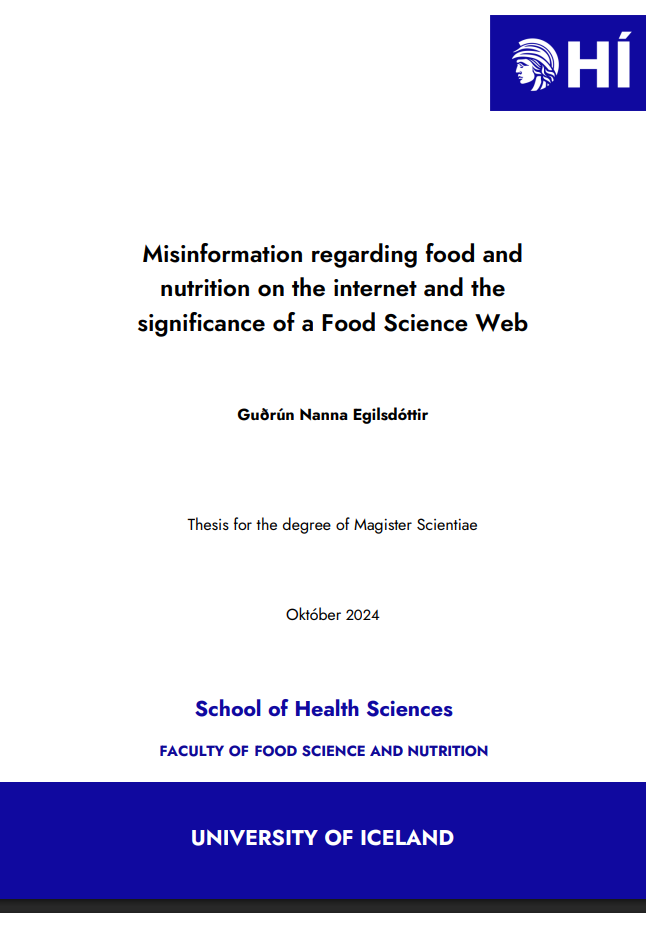 HÍ
Misinformation regarding food and
nutrition on the internet and the
significance of a Food Science Web
Guðrún Nanna Egilsdóttir
Thesis for the degree of Magister Scientiae
Október 2024
School of Health Sciences
FACULTY OF FOOD SCIENCE AND NUTRITION
UNIVERSITY OF ICELAND